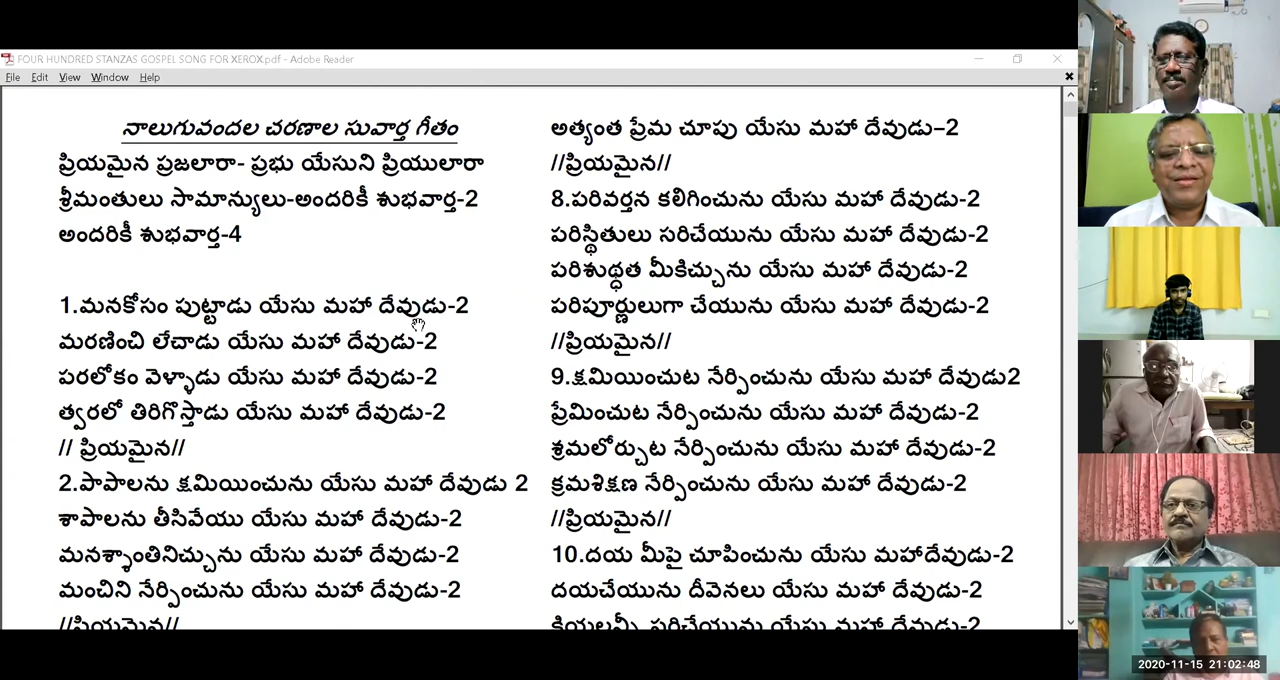 FOUR HUNDRED STANZAS GOSPEL SONG FOR XEROX.pdf - Adobe Reader
File Edit View Window Help
నాలుగువందల చరణాల సువార్త గీతం
ప్రియమైన ప్రజలారా- ప్రభు యేసుని ప్రియులారా
శ్రీమంతులు సామాన్యులు-అందరికీ శుభవార్త-2
అందరికీ శుభవార్త-4
1.మనకోసం పుట్టాడు యేసు మహా దేవుడు-2
మరణించి లేచాడు యేసు మహా దేవుడు-2
పరలోకం వెళ్ళాడు యేసు మహా దేవుడు-2
త్వరలో తిరిగొస్తాడు యేసు మహా దేవుడు-2
// ప్రియమైన//
2.పాపాలను క్షమియించును యేసు మహా దేవుడు 2
శాపాలను తీసివేయు యేసు మహా దేవుడు-2
మనశ్శాంతినిచ్చును యేసు మహా దేవుడు-2
మంచిని నేర్పించును యేసు మహా దేవుడు-2
//ప్రియమైన//
అత్యంత ప్రేమ చూపు యేసు మహా దేవుడు–2
//ప్రియమైన//
8.పరివర్తన కలిగించును యేసు మహా దేవుడు-2
పరిస్థితులు సరిచేయును యేసు మహా దేవుడు-2
పరిశుధ్ధత మీకిచ్చును యేసు మహా దేవుడు-2
పరిపూర్ణులుగా చేయును యేసు మహా దేవుడు-2
//ప్రియమైన//
9.క్షమియించుట నేర్పించును యేసు మహా దేవుడు2
ప్రేమించుట నేర్పించును యేసు మహా దేవుడు-2
శ్రమలోర్చుట నేర్పించును యేసు మహా దేవుడు-2
క్రమశిక్షణ నేర్పించును యేసు మహా దేవుడు-2
//ప్రియమైన//
10.దయ మీపై చూపించును యేసు మహాదేవుడు-2
దయచేయును దీవెనలు యేసు మహా దేవుడు-2
సరిచేయును యేసు మహా దేవుడు-2
2020-11-15 21:02:48